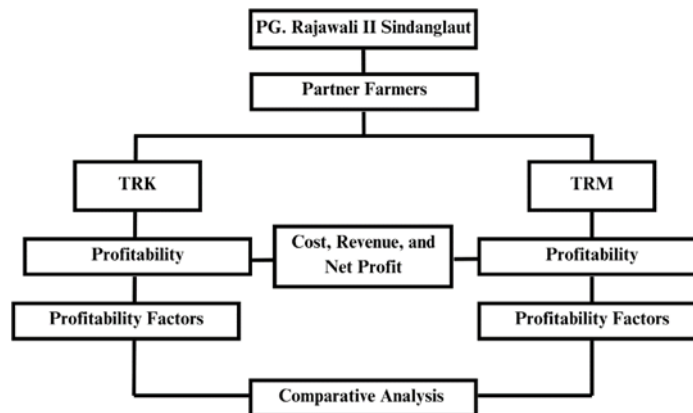 PG. Rajawali II Sindanglaut
Partner Farmers
TRK
TRM
Profitability
Cost, Revenue, and
Net Profit
Profitability
Profitability Factors
Profitability Factors
Comparative Analysis